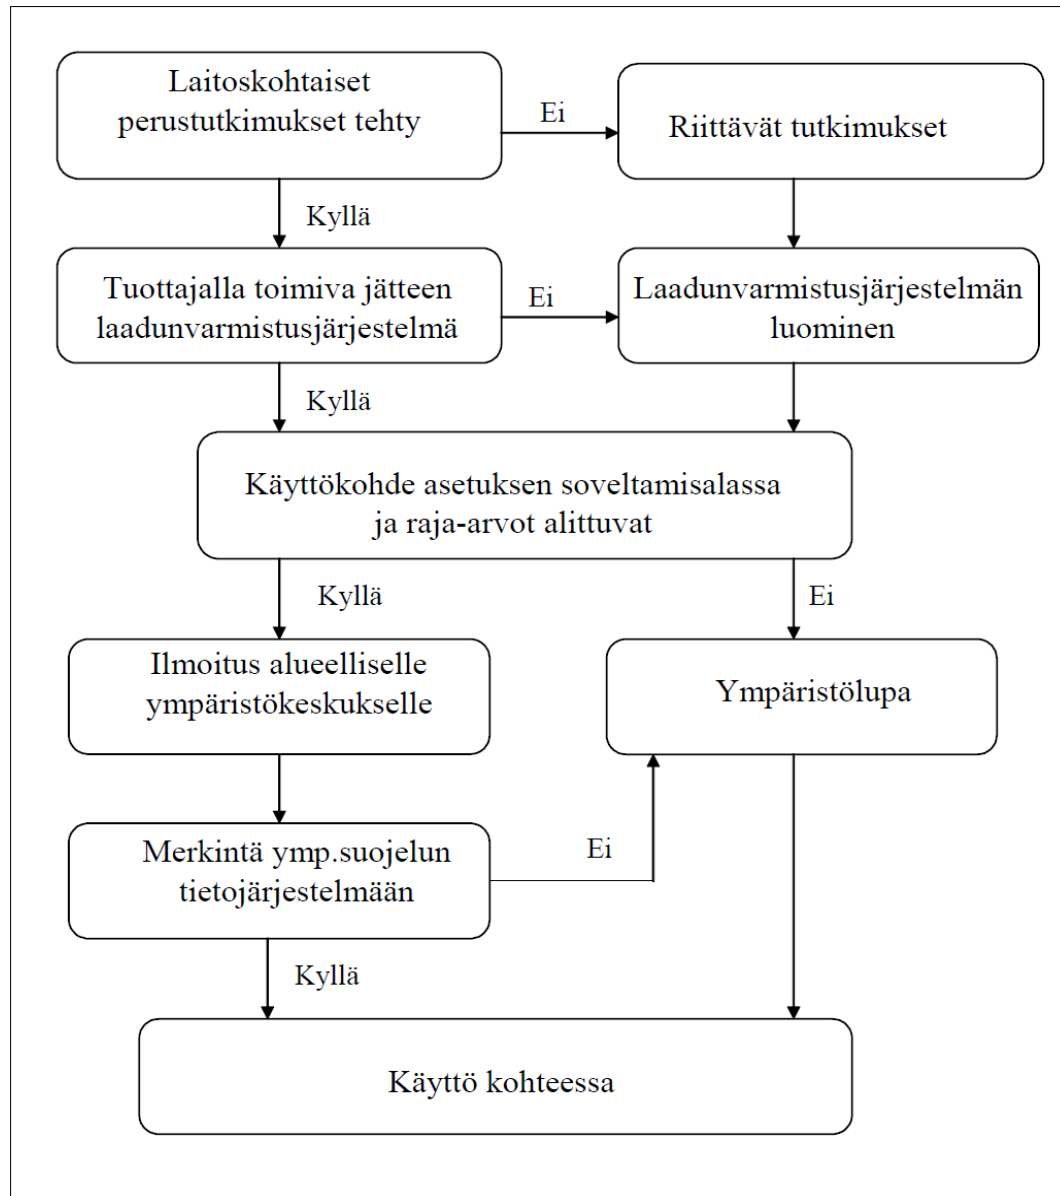 Laitoskohtaiset
perustutkimukset tehty
Ei
Riittävät tutkimukset
Kyllä
Tuottajalla toimiva jätteen
laadunvarmistusjärjestelmä
Ei
Laadunvarmistusjärjestelmän
luominen
Kyllä
Käyttökohde asetuksen soveltamisalassa
ja raja-arvot alittuvat
Kyllä
Ei
Ilmoitus alueelliselle
ympäristökeskukselle
Ympäristölupa
Merkintä ymp.suojelun
tietojärjestelmään
Ei
Kyllä
Käyttö kohteessa